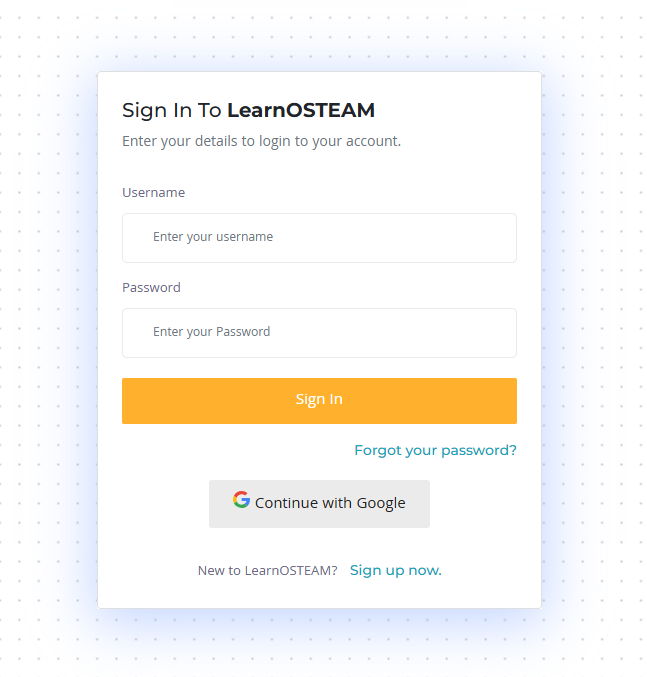 Sign In To LearnOSTEAM
Enter your details to login to your account.
Username
Enter your username
Password
Enter your Password
Sign In
Forgot your password?
Continue with Google
New to LearnOSTEAM? Sign up now.